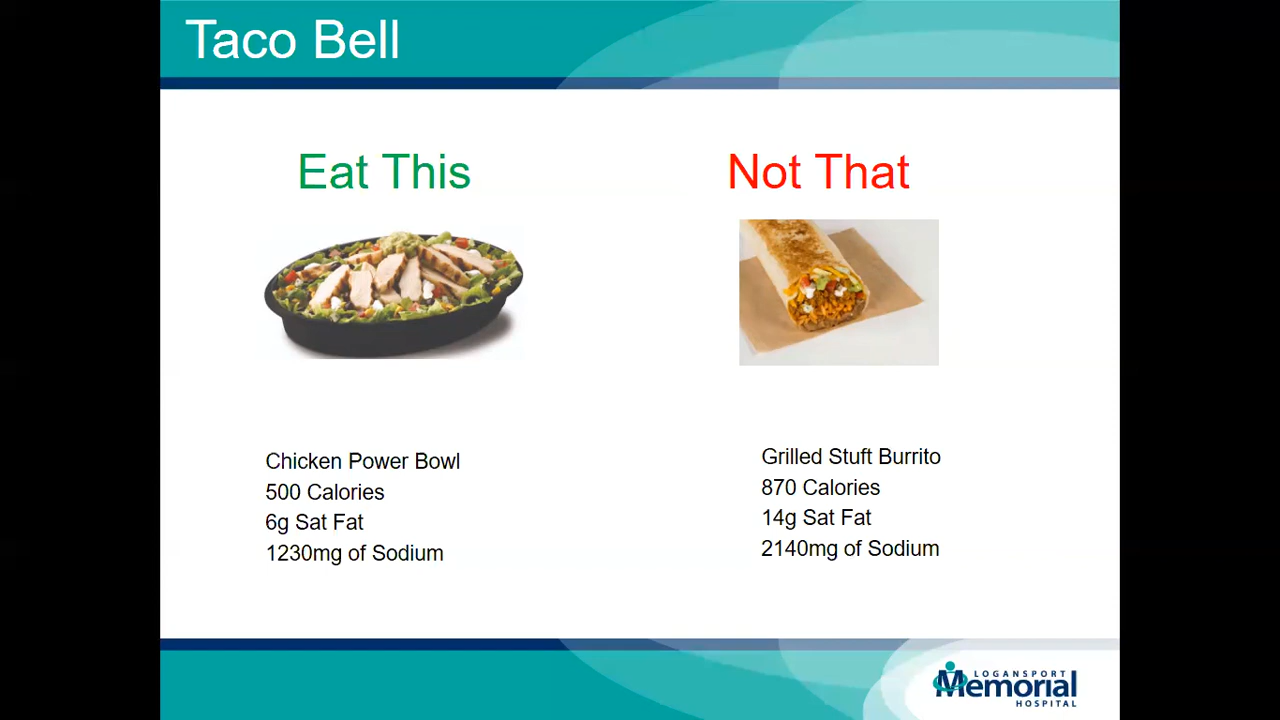 Taco Bell
Eat This
Not That
Chicken Power Bowl
500 Calories
6g Sat Fat
1230mg of Sodium
Grilled Stuft Burrito
870 Calories
14g Sat Fat
2140mg of Sodium
LOGANSPORT
Memorial
HOSPITAL